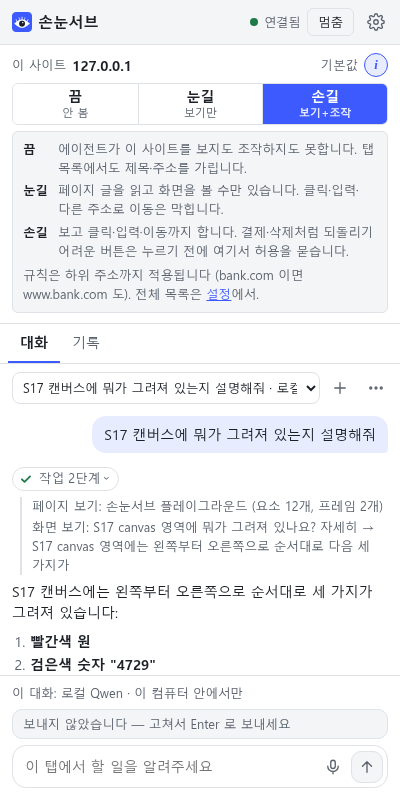 손눈서브
연결됨
멈춤
이 사이트 127.0.0.1
기본값
i
끔
안 봄
눈길
보기만
손길
보기+조작
끔 에이전트가 이 사이트를 보지도 조작하지도 못합니다. 탭
목록에서도 제목·주소를 가립니다.
눈길 페이지 글을 읽고 화면을 볼 수만 있습니다. 클릭·입력·
다른 주소로 이동은 막힙니다.
손길 보고 클릭·입력·이동까지 합니다. 결제·삭제처럼 되돌리기
어려운 버튼은 누르기 전에 여기서 허용을 묻습니다.
규칙은 하위 주소까지 적용됩니다 (bank.com 이면
www.bank.com 도). 전체 목록은 설정에서.
대화
기록
S17 캔버스에 뭐가 그려져 있는지 설명해줘 · 로컬
S17 캔버스에 뭐가 그려져 있는지 설명해줘
작업 2단계
페이지 보기: 손눈서브 플레이그라운드 (요소 12개, 프레임 2개)
화면 보기: S17 canvas 영역에 뭐가 그려져 있나요? 자세히 →
S17 canvas 영역에는 왼쪽부터 오른쪽으로 순서대로 다음 세
가지가
S17 캔버스에는 왼쪽부터 오른쪽으로 순서대로 세 가지가
그려져 있습니다:
1. 빨간색 원
2. 검은색 숫자 "4729"
이 대화: 로컬 Qwen · 이 컴퓨터 안에서만
보내지 않았습니다 — 고쳐서 Enter 로 보내세요
이 탭에서 할 일을 알려주세요